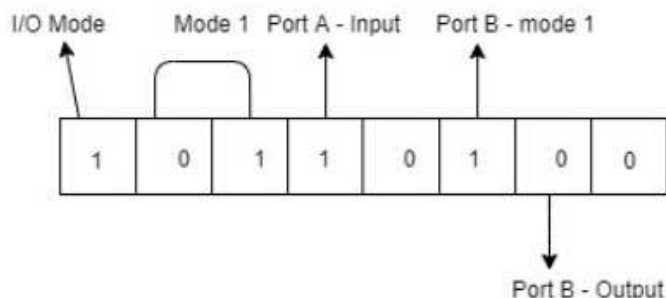 I/O Mode Mode 1 Port A - Input Port B - mode 1
1 0 1 1 0 1 0 0
Port B - Output